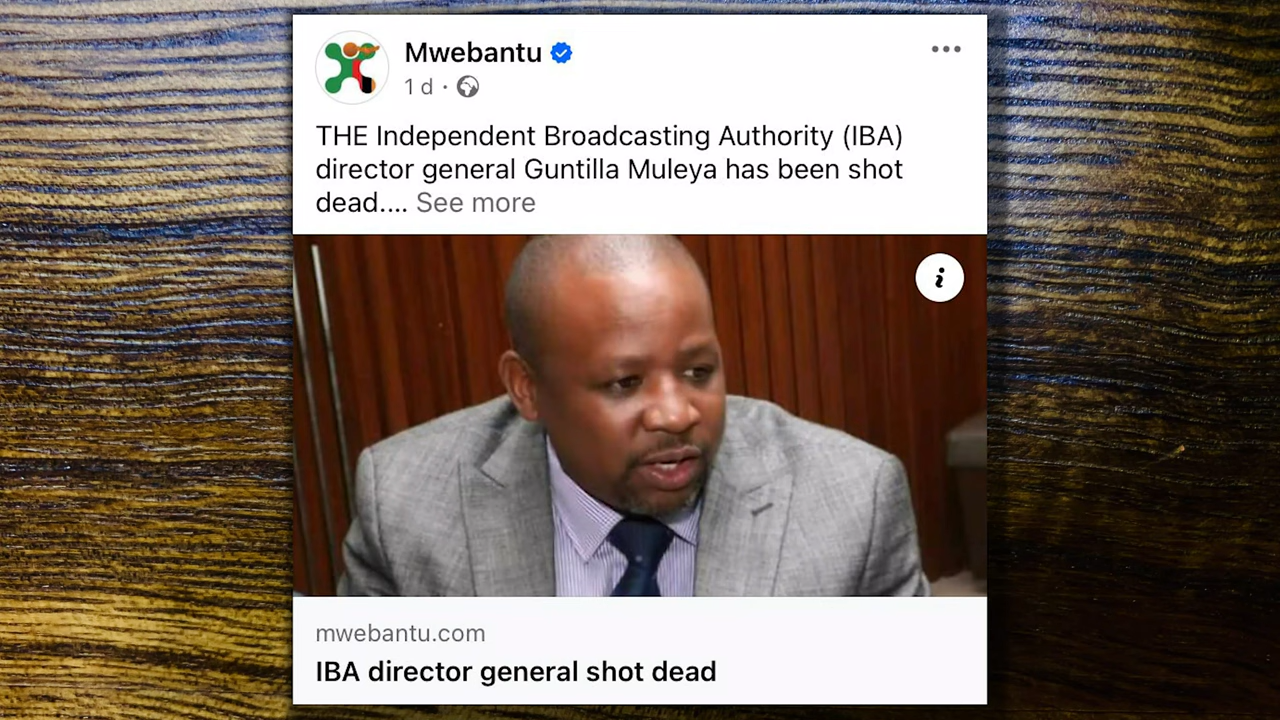 Mwebantu
1 d ·
THE Independent Broadcasting Authority (IBA)
director general Guntilla Muleya has been shot
dead.... See more
mwebantu.com
IBA director general shot dead